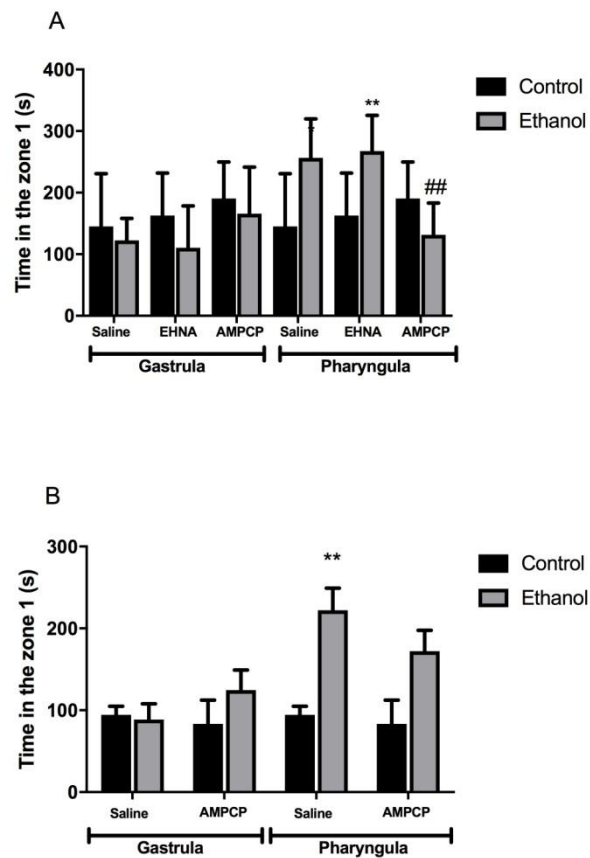 A
Time in the zone 1 (s)
400
300
200
100
0
*
**
##
Control
Ethanol
Saline EHNA AMPCP Saline EHNA AMPCP
Gastrula Pharyngula
B
Time in the zone 1 (s)
300
200
100
0
**
Control
Ethanol
Saline AMPCP Saline AMPCP
Gastrula Pharyngula